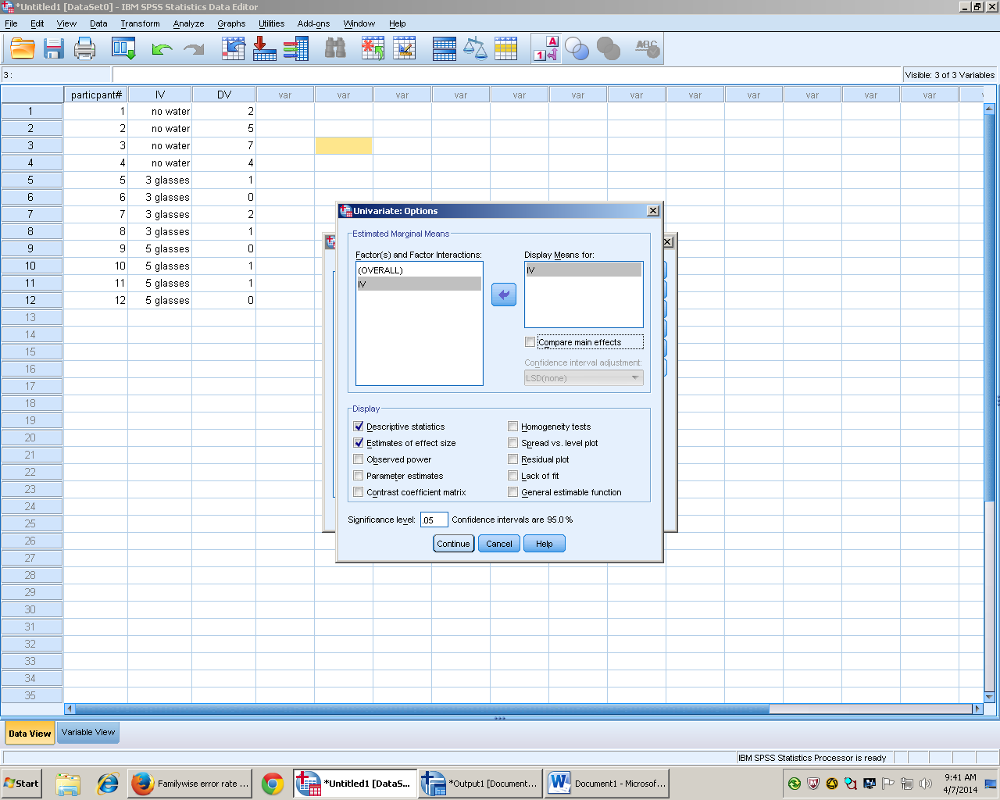 *Untitled1 [DataSet0] - IBM SPSS Statistics Data Editor
File Edit View Data Transform Analyze Graphs Utilities Add-ons Window Help
1 A
ABC
3 : Visible: 3 of 3 Variables
particpant# IV DV var var var var var var var var var var var var
1 1 no water 2
2 2 no water 5
3 3 no water 7
4 4 no water 4
5 5 3 glasses 1
6 6 3 glasses 0
7 7 3 glasses 2
8 8 3 glasses 1
9 9 5 glasses 0
10 10 5 glasses 1
11 11 5 glasses 1
12 12 5 glasses 0
13
14
15
16
17
18
19
20
21
22
23
24
25
26
27
28
29
30
31
32
33
34
35
Univariate: Options
Estimated Marginal Means
Factor(s) and Factor Interactions: Display Means for:
(OVERALL) IV
IV
Compare main effects
Confidence interval adjustment:
LSD(none)
Display
Descriptive statistics Homogeneity tests
Estimates of effect size Spread vs. level plot
Observed power Residual plot
Parameter estimates Lack of fit
Contrast coefficient matrix General estimable function
Significance level: .05 Confidence intervals are 95.0%
Continue Cancel Help
Data View Variable View
IBM SPSS Statistics Processor is ready
Start Familywise error rate ... *Untitled1 [DataS... *Output1 [Document... Document1 - Microsof... 9:41 AM
4/7/2014